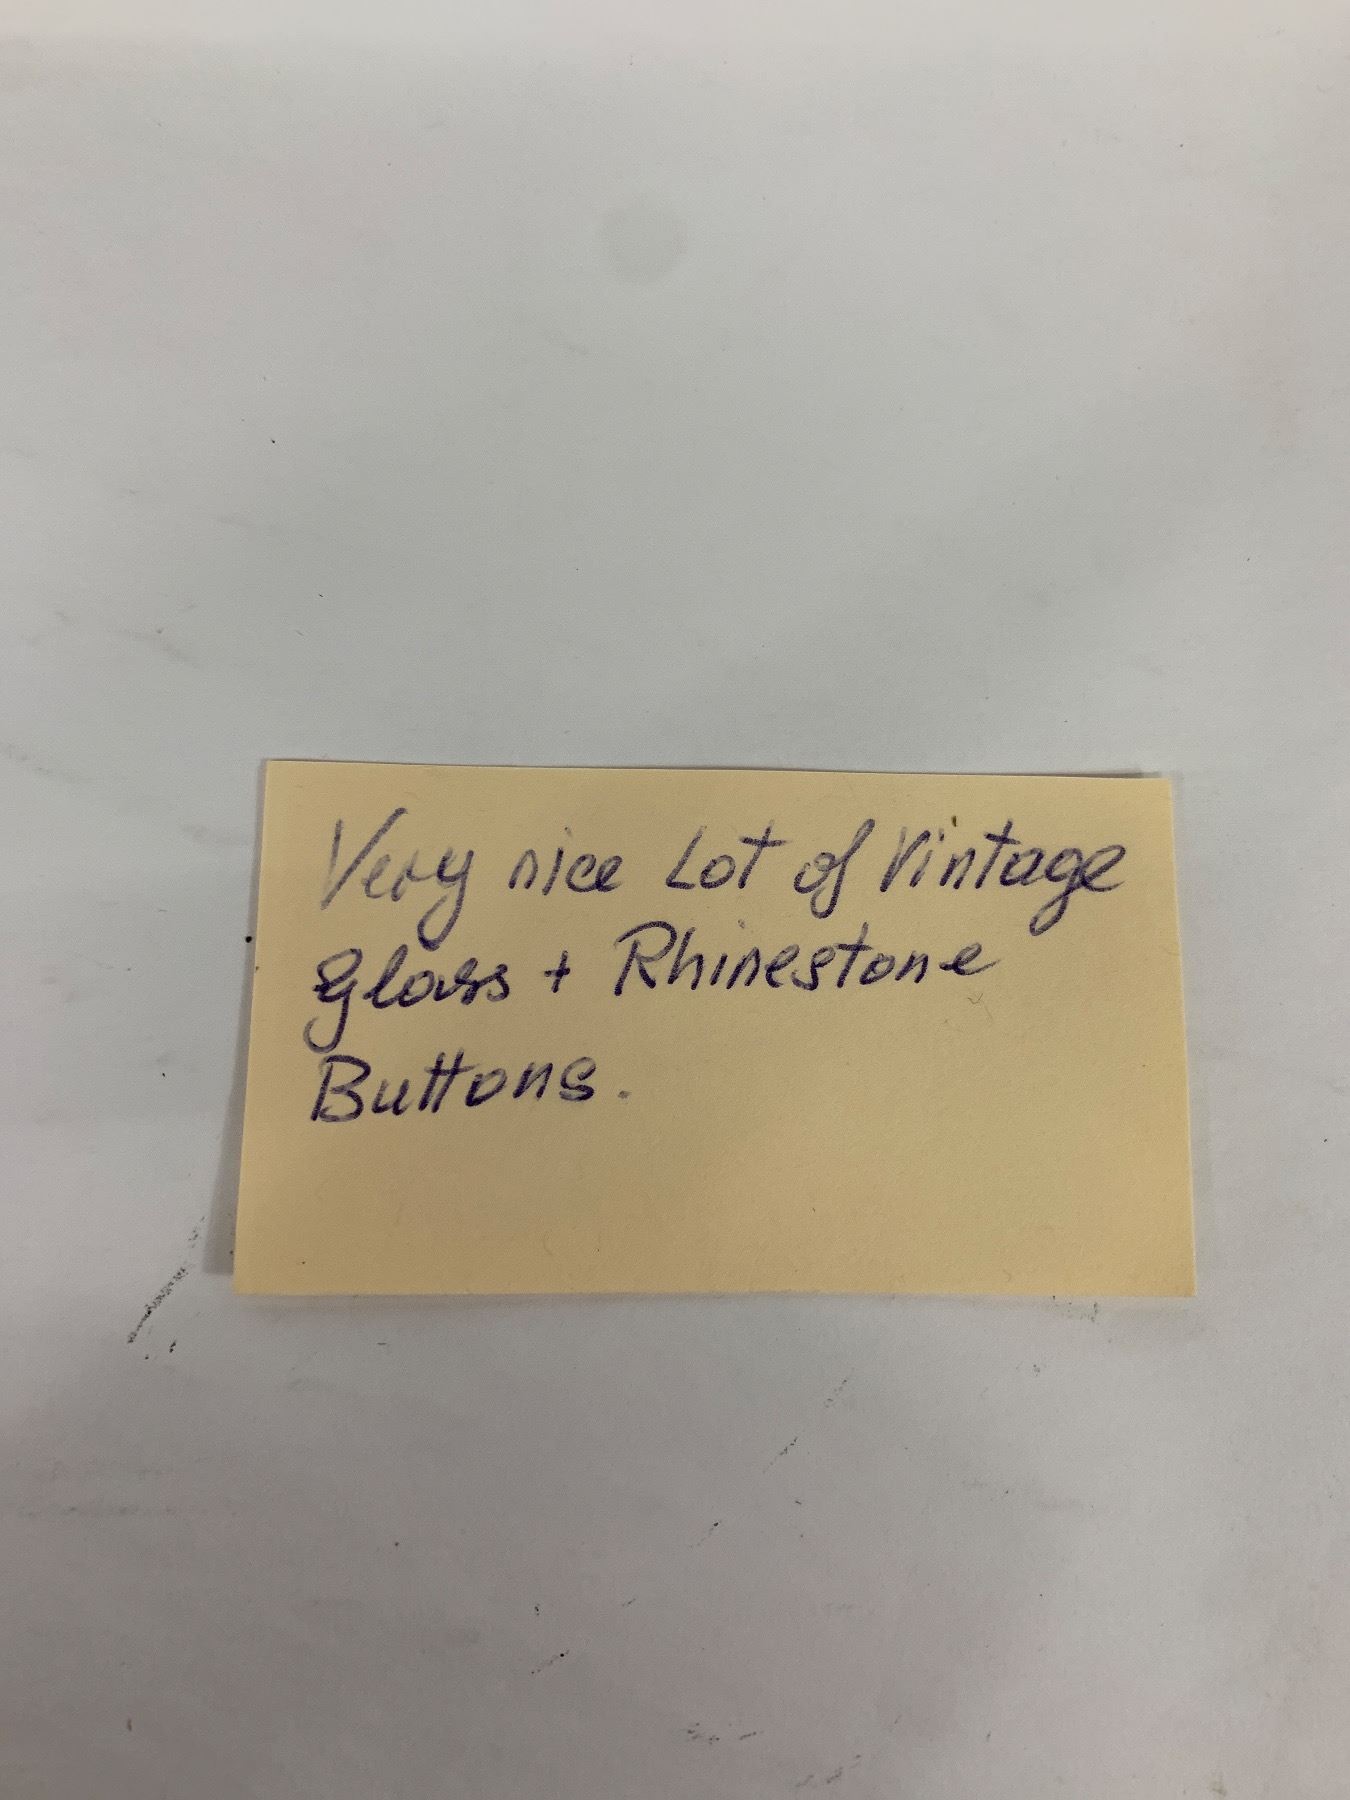 Very nice Lot of Vintage
Glass + Rhinestone
Buttons.